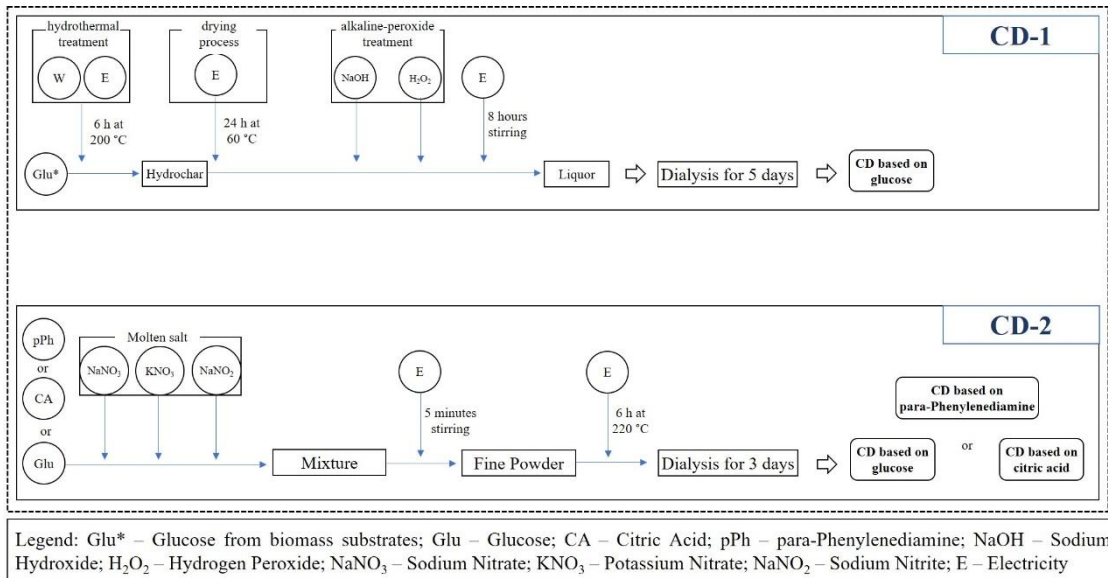 CD-1
hydrothermal
treatment
drying
process
alkaline-peroxide
treatment
W
E
E
NaOH
H₂O₂
E
6 h at
200 °C
24 h at
60 °C
8 hours
stirring
Glu*
Hydrochar
Liquor
Dialysis for 5 days
CD based on
glucose
CD-2
pPh
or
CA
or
Glu
Molten salt
NaNO₃
KNO₃
NaNO₂
E
E
5 minutes
stirring
6 h at
220 °C
Mixture
Fine Powder
Dialysis for 3 days
CD based on
para-Phenylenediamine
CD based on
glucose
or
CD based on
citric acid
Legend: Glu* – Glucose from biomass substrates; Glu – Glucose; CA – Citric Acid; pPh – para-Phenylenediamine; NaOH – Sodium
Hydroxide; H₂O₂ – Hydrogen Peroxide; NaNO₃ – Sodium Nitrate; KNO₃ – Potassium Nitrate; NaNO₂ – Sodium Nitrite; E – Electricity